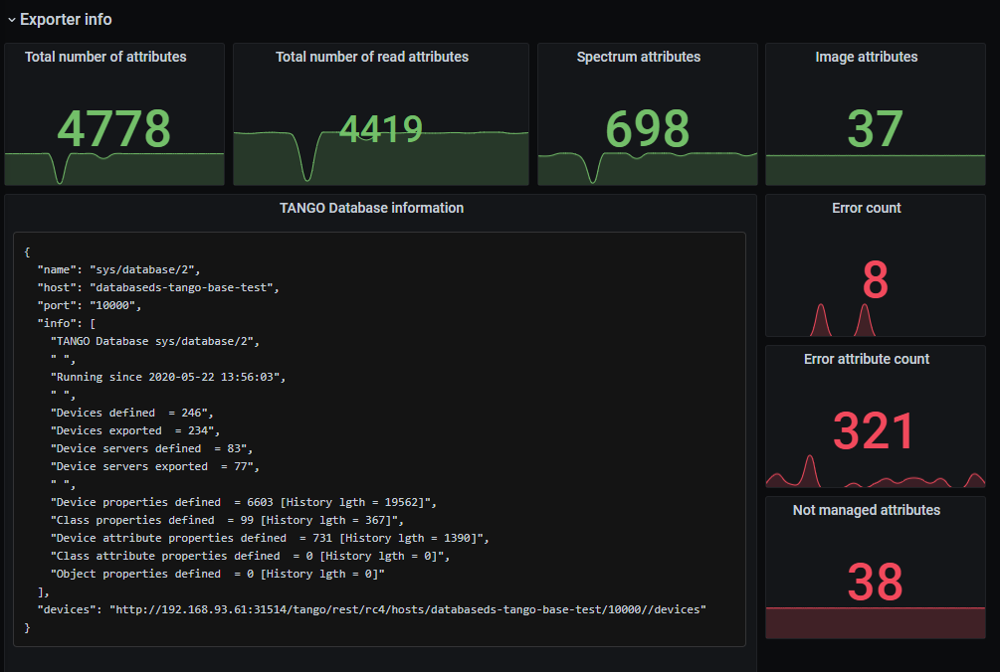 Exporter info
Total number of attributes
4778
Total number of read attributes
4419
Spectrum attributes
698
Image attributes
37
TANGO Database information
{
"name": "sys/database/2",
"host": "databaseds-tango-base-test",
"port": "10000",
"info": [
"TANGO Database sys/database/2",
" ",
"Running since 2020-05-22 13:56:03",
" ",
"Devices defined  = 246",
"Devices exported  = 234",
"Device servers defined  = 83",
"Device servers exported  = 77",
" ",
"Device properties defined  = 6603 [History lgth = 19562]",
"Class properties defined  = 99 [History lgth = 367]",
"Device attribute properties defined  = 731 [History lgth = 1390]",
"Class attribute properties defined  = 0 [History lgth = 0]",
"Object properties defined  = 0 [History lgth = 0]"
],
"devices": "http://192.168.93.61:31514/tango/rest/rc4/hosts/databaseds-tango-base-test/10000//devices"
}
Error count
8
Error attribute count
321
Not managed attributes
38